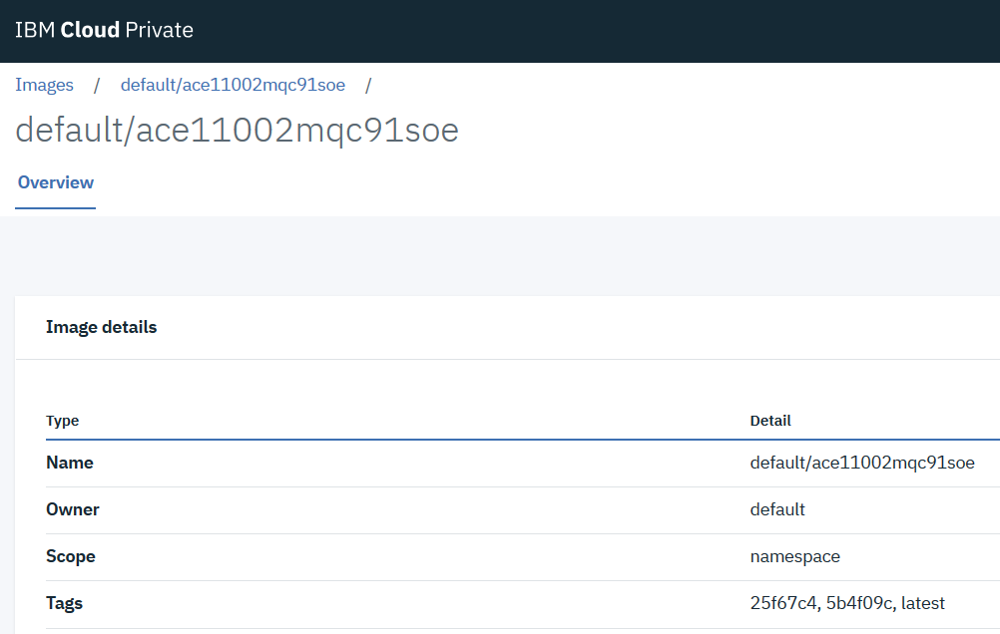 IBM Cloud Private
Images / default/ace11002mqc91soe /
default/ace11002mqc91soe
Overview
Image details
Type Detail
Name default/ace11002mqc91soe
Owner default
Scope namespace
Tags 25f67c4, 5b4f09c, latest